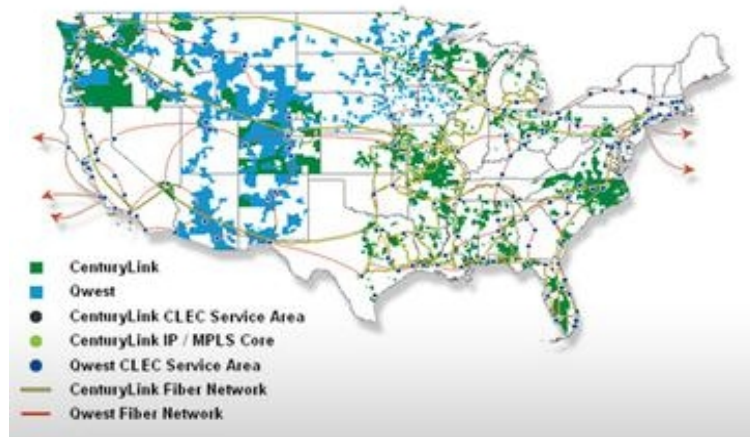 CenturyLink
Qwest
CenturyLink CLEC Service Area
CenturyLink IP / MPLS Core
Qwest CLEC Service Area
CenturyLink Fiber Network
Qwest Fiber Network